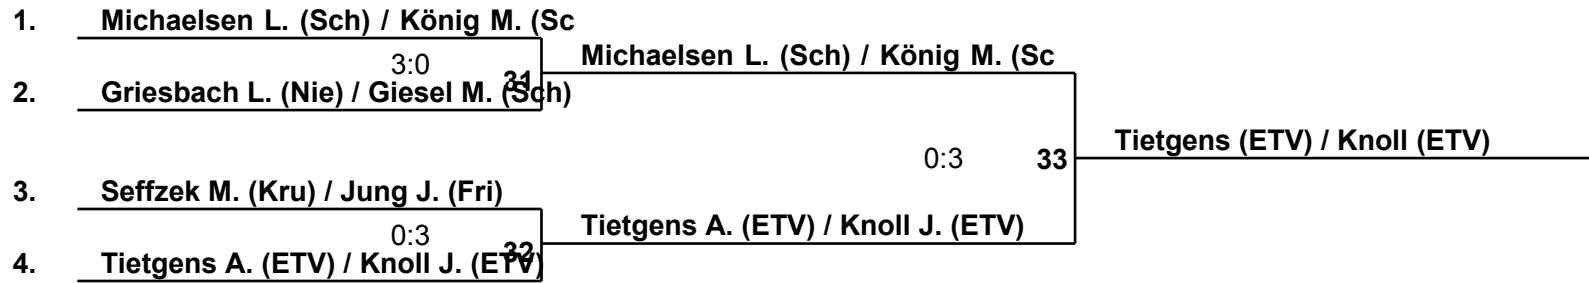 1. Michaelsen L. (Sch) / König M. (Sc
Michaelsen L. (Sch) / König M. (Sc
3:0 31
2. Griesbach L. (Nie) / Giesel M. (Sch)
Tietgens (ETV) / Knoll (ETV)
0:3 33
3. Seffzek M. (Kru) / Jung J. (Fri)
Tietgens A. (ETV) / Knoll J. (ETV)
0:3 32
4. Tietgens A. (ETV) / Knoll J. (ETV)